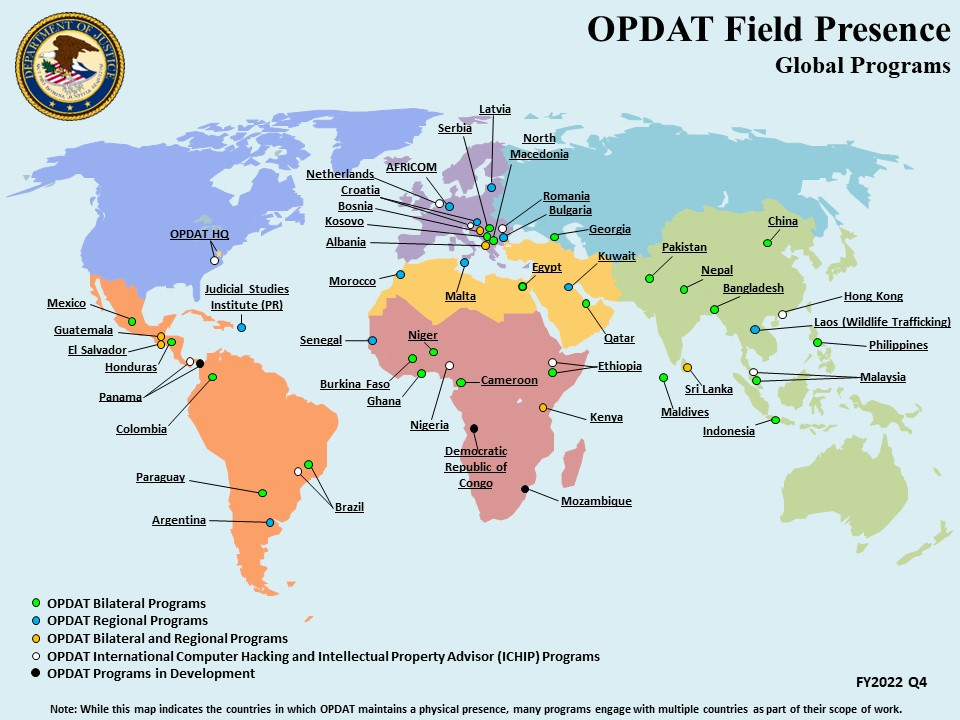 OPDAT Field Presence
Global Programs
DEPARTMENT OF JUSTICE
Latvia
Serbia
North
Macedonia
AFRICOM
Netherlands
Croatia
Bosnia
Kosovo
Albania
Romania
Bulgaria
Georgia
China
OPDAT HQ
Pakistan
Kuwait
Egypt
Nepal
Bangladesh
Morocco
Malta
Judicial Studies
Institute (PR)
Hong Kong
Mexico
Laos (Wildlife Trafficking)
Guatemala
Senegal
Niger
Qatar
Philippines
El Salvador
Honduras
Ethiopia
Burkina Faso
Cameroon
Malaysia
Sri Lanka
Panama
Ghana
Maldives
Kenya
Nigeria
Colombia
Indonesia
Democratic
Republic of
Congo
Paraguay
Mozambique
Brazil
Argentina
OPDAT Bilateral Programs
OPDAT Regional Programs
OPDAT Bilateral and Regional Programs
OPDAT International Computer Hacking and Intellectual Property Advisor (ICHIP) Programs
OPDAT Programs in Development
FY2022 Q4
Note: While this map indicates the countries in which OPDAT maintains a physical presence, many programs engage with multiple countries as part of their scope of work.